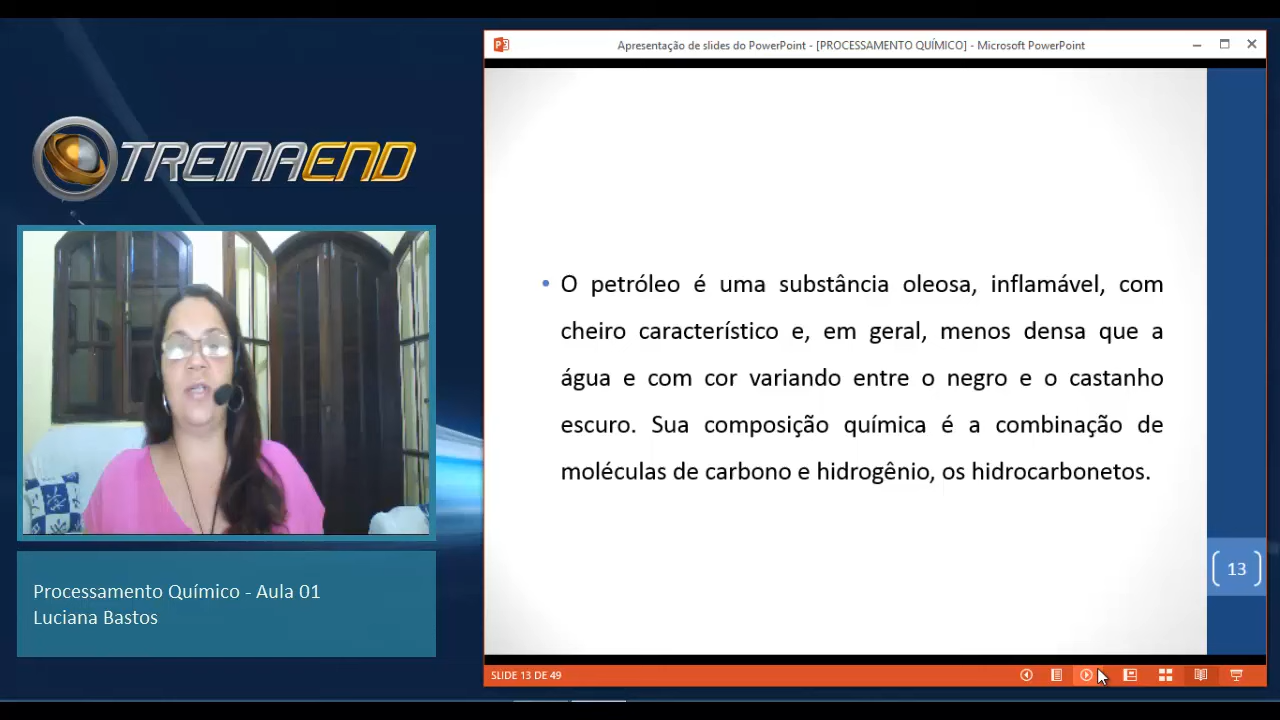 Apresentação de slides do PowerPoint - [PROCESSAMENTO QUÍMICO] - Microsoft PowerPoint
TREINAEND
• O petróleo é uma substância oleosa, inflamável, com
cheiro característico e, em geral, menos densa que a
água e com cor variando entre o negro e o castanho
escuro. Sua composição química é a combinação de
moléculas de carbono e hidrogênio, os hidrocarbonetos.
13
Processamento Químico - Aula 01
Luciana Bastos
SLIDE 13 DE 49